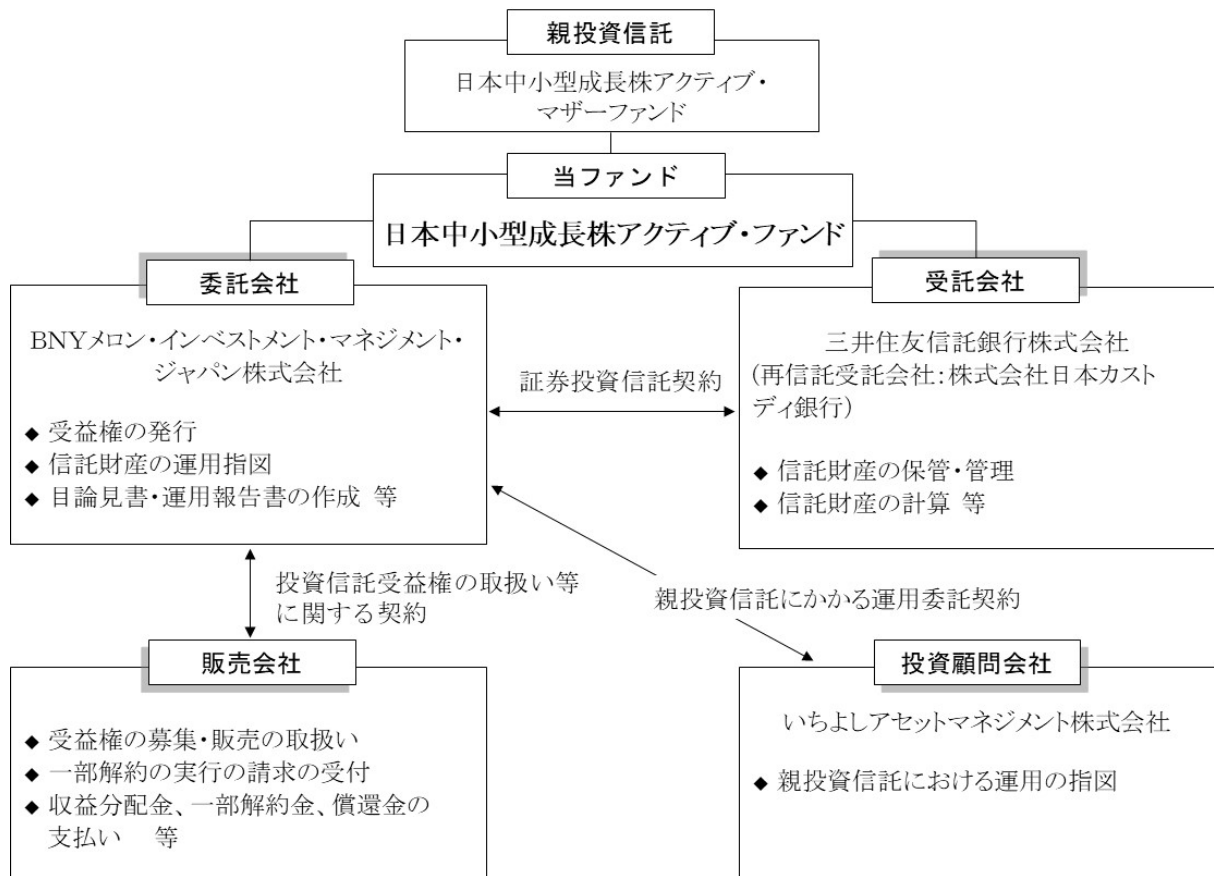 親投資信託
日本中小型成長株アクティブ・
マザーファンド
当ファンド
日本中小型成長株アクティブ・ファンド
委託会社
BNYメロン・インベストメント・マネジメント・
ジャパン株式会社
◆ 受益権の発行
◆ 信託財産の運用指図
◆ 目論見書・運用報告書の作成 等
証券投資信託契約
受託会社
三井住友信託銀行株式会社
(再信託受託会社:株式会社日本カスト
ディ銀行)
◆ 信託財産の保管・管理
◆ 信託財産の計算 等
投資信託受益権の取扱い等
に関する契約
親投資信託にかかる運用委託契約
販売会社
◆ 受益権の募集・販売の取扱い
◆ 一部解約の実行の請求の受付
◆ 収益分配金、一部解約金、償還金の
支払い 等
投資顧問会社
いちよしアセットマネジメント株式会社
◆ 親投資信託における運用の指図